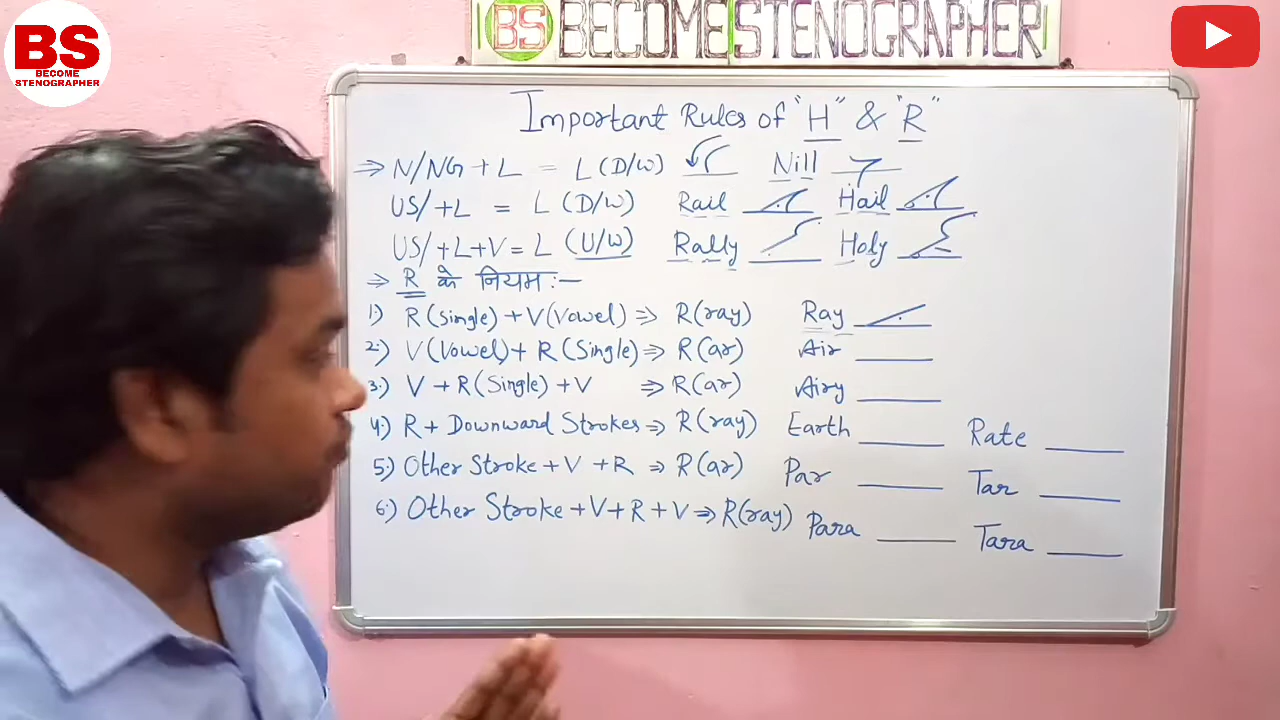 BS
BECOME
STENOGRAPHER
BS BECOME STENOGRAPHER
Important Rules of "H" & "R"
⇒ N/NG + L = L (D/W) Nill
US/ +L = L (D/W) Rail Hail
US/+L+V = L (U/W) Rally Holy
⇒ R के नियम :-
1.) R(Single) + V(Vowel) ⇒ R(ray) Ray
2.) V(Vowel) + R(Single) ⇒ R(ar) Air
3.) V + R(Single) + V ⇒ R(ar) Airy
4.) R + Downward Strokes ⇒ R(ray) Earth Rate
5.) Other Stroke + V + R ⇒ R(ar) Par Tar
6.) Other Stroke + V + R + V ⇒ R(ray) Para Tara